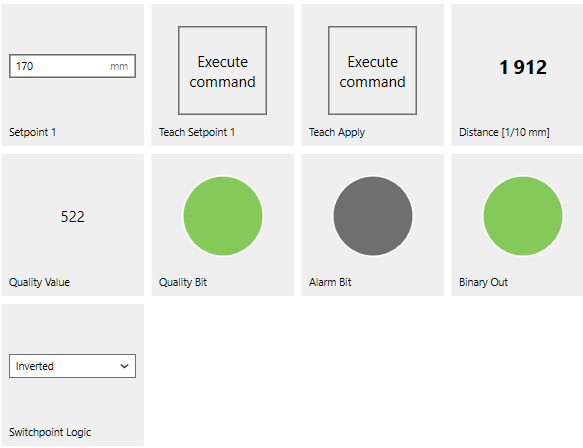 170 mm
Setpoint 1
Execute
command
Teach Setpoint 1
Execute
command
Teach Apply
1 912
Distance [1/10 mm]
522
Quality Value
Quality Bit
Alarm Bit
Binary Out
Inverted
Switchpoint Logic